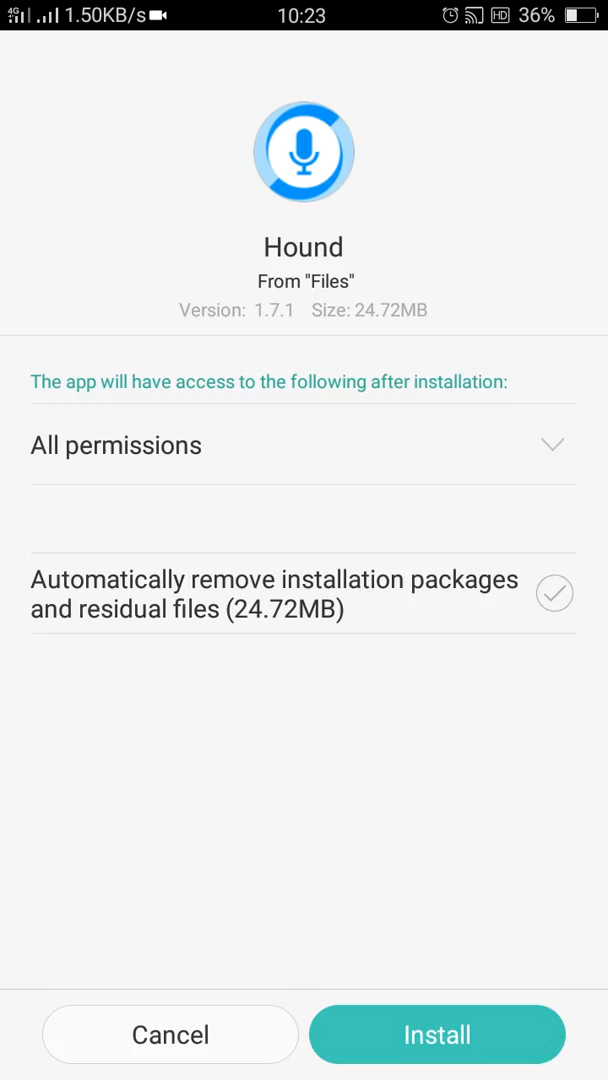 4G 1.50KB/s 10:23 HD 36%
Hound
From "Files"
Version: 1.7.1 Size: 24.72MB
The app will have access to the following after installation:
All permissions
Automatically remove installation packages
and residual files (24.72MB)
Cancel Install